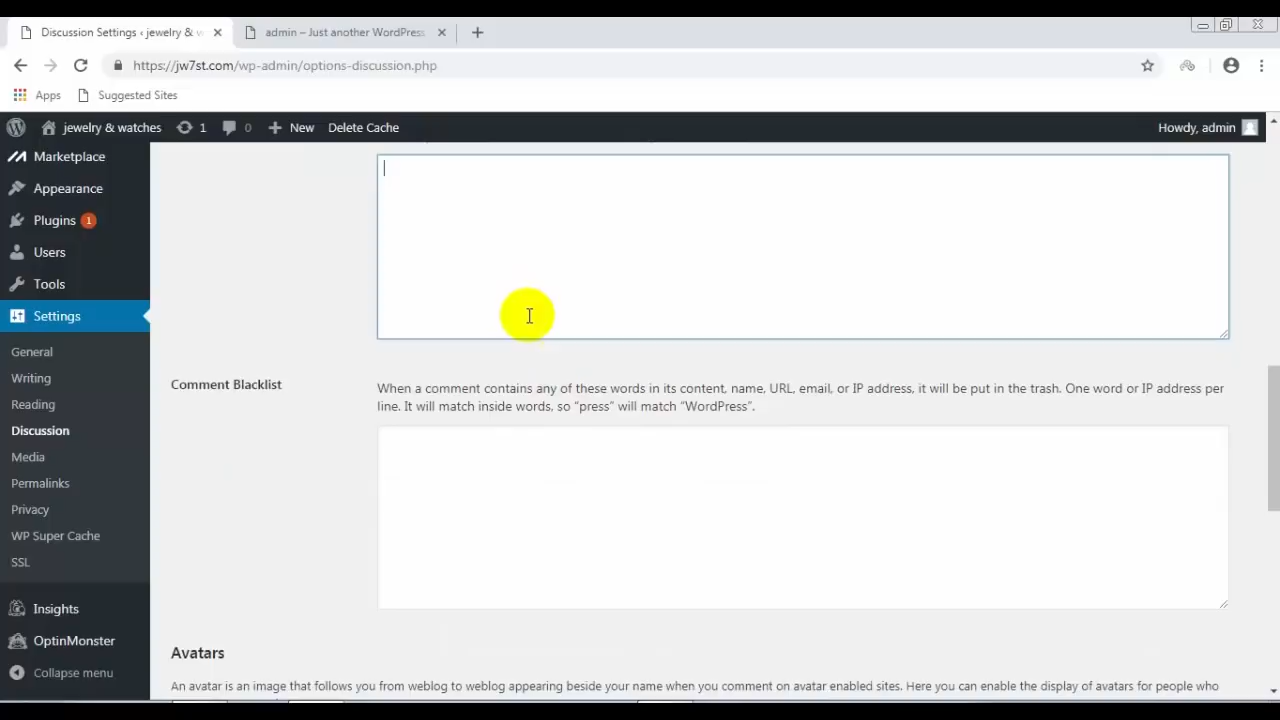 Discussion Settings ‹ jewelry & w
admin – Just another WordPress
https://jw7st.com/wp-admin/options-discussion.php
Apps
Suggested Sites
jewelry & watches
1
0
New
Delete Cache
Howdy, admin
Marketplace
Appearance
Plugins 1
Users
Tools
Settings
General
Writing
Reading
Discussion
Media
Permalinks
Privacy
WP Super Cache
SSL
Insights
OptinMonster
Collapse menu
Comment Blacklist
When a comment contains any of these words in its content, name, URL, email, or IP address, it will be put in the trash. One word or IP address per
line. It will match inside words, so “press” will match “WordPress”.
Avatars
An avatar is an image that follows you from weblog to weblog appearing beside your name when you comment on avatar enabled sites. Here you can enable the display of avatars for people who